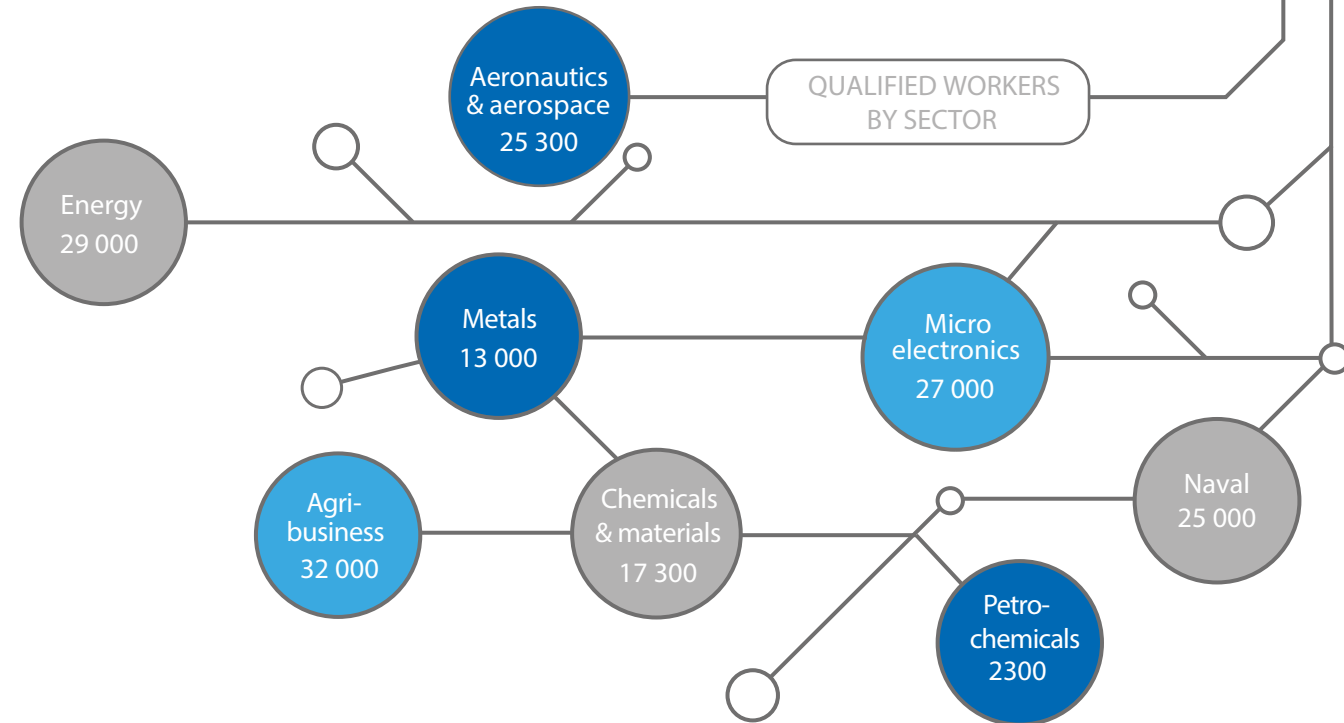 Aeronautics
& aerospace
25 300
QUALIFIED WORKERS
BY SECTOR
Energy
29 000
Metals
13 000
Micro
electronics
27 000
Agri-
business
32 000
Chemicals
& materials
17 300
Naval
25 000
Petro-
chemicals
2300